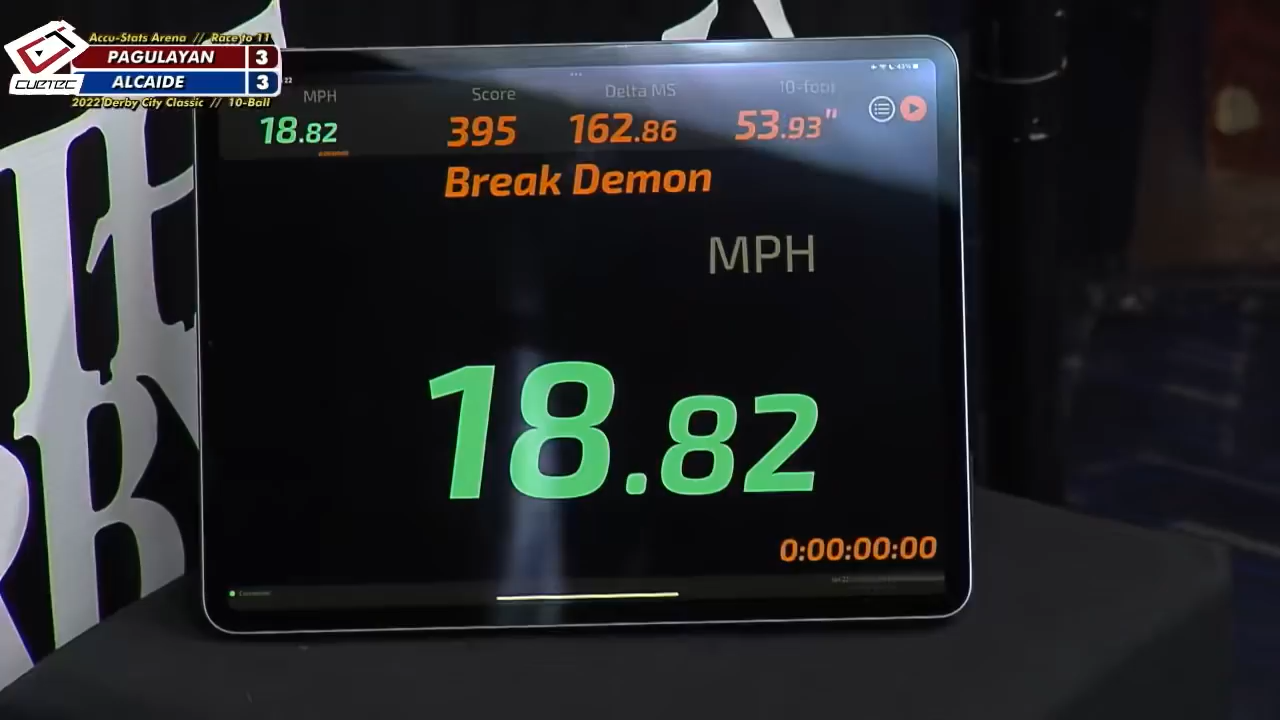 Accu-Stats Arena // Race to 11
PAGULAYAN 3
ALCAIDE 3
CUETEC
2022 Derby City Classic // 10-Ball
MPH Score Delta MS 10-foot
18.82 395 162.86 53.93"
Break Demon
MPH
18.82
0:00:00:00
Connected